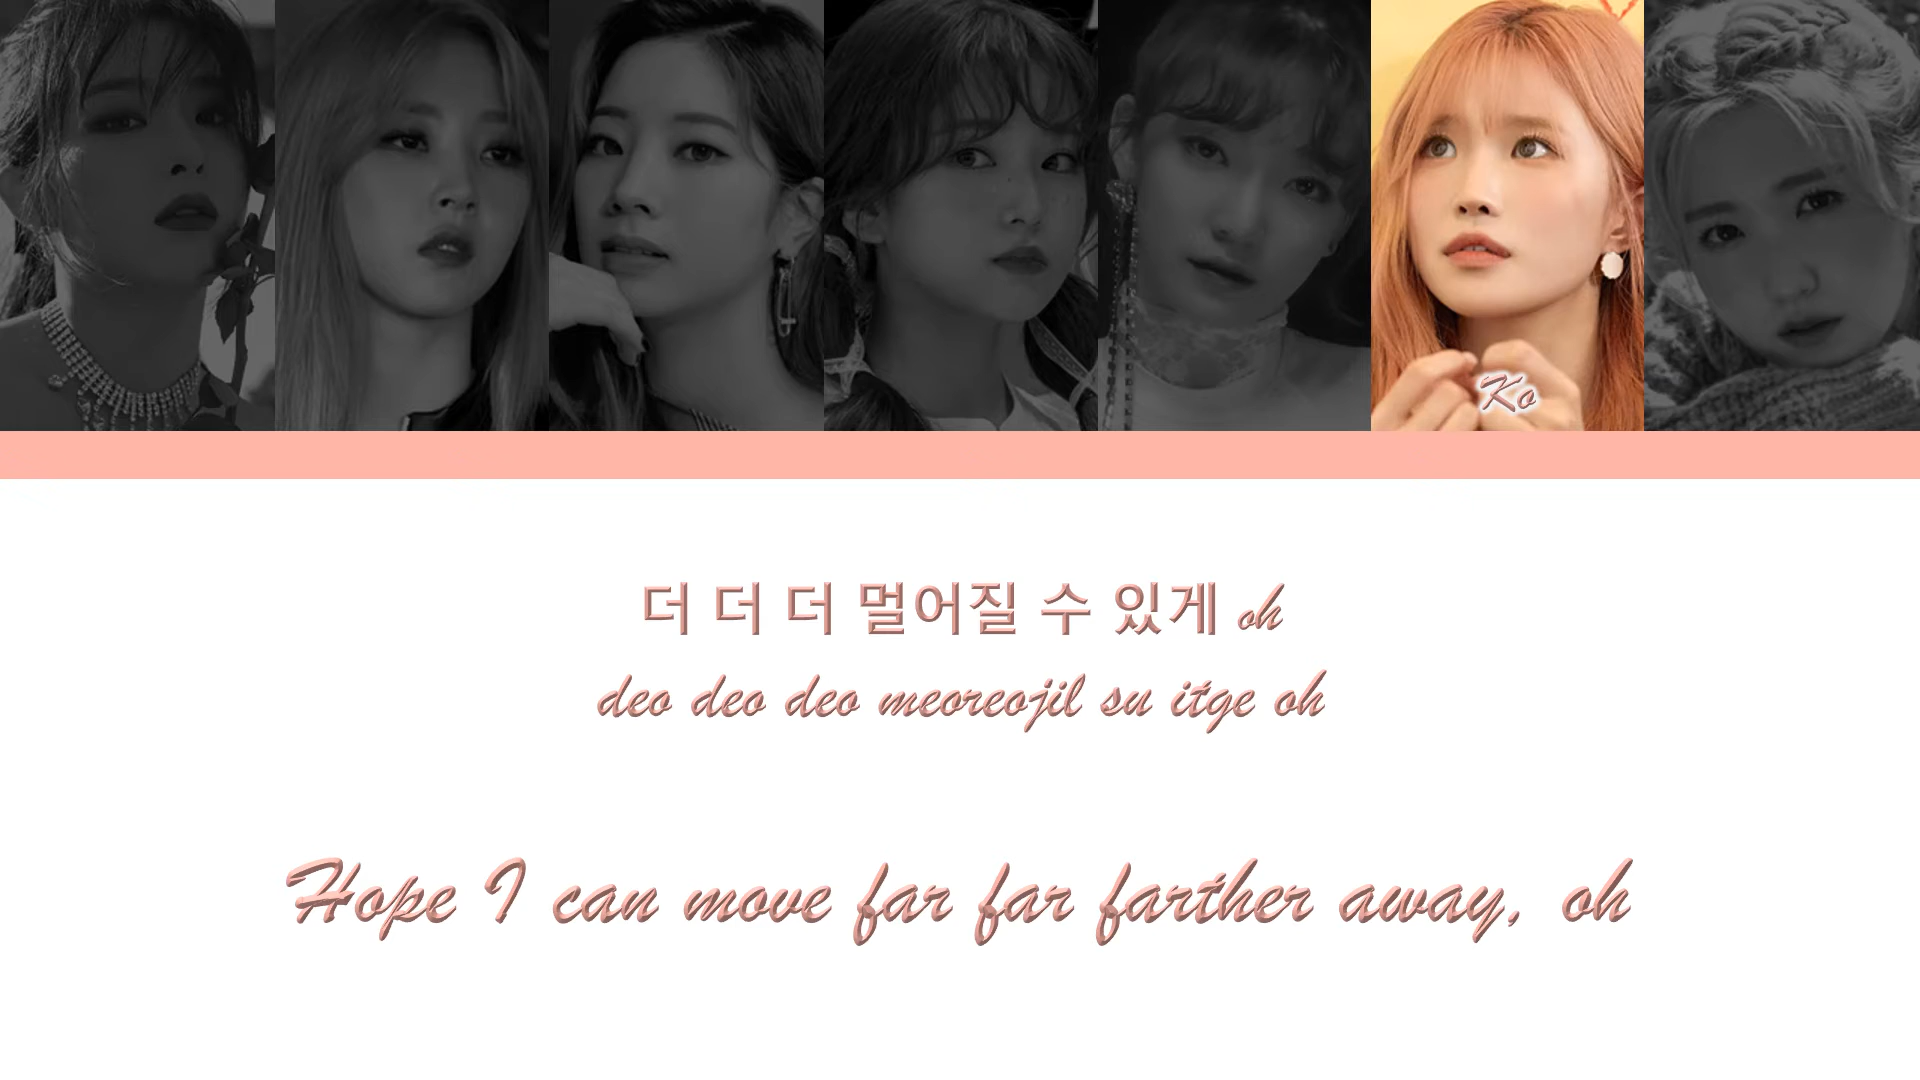 Ko
더 더 더 멀어질 수 있게 oh
deo deo deo meoreojil su itge oh
Hope I can move far far farther away, oh